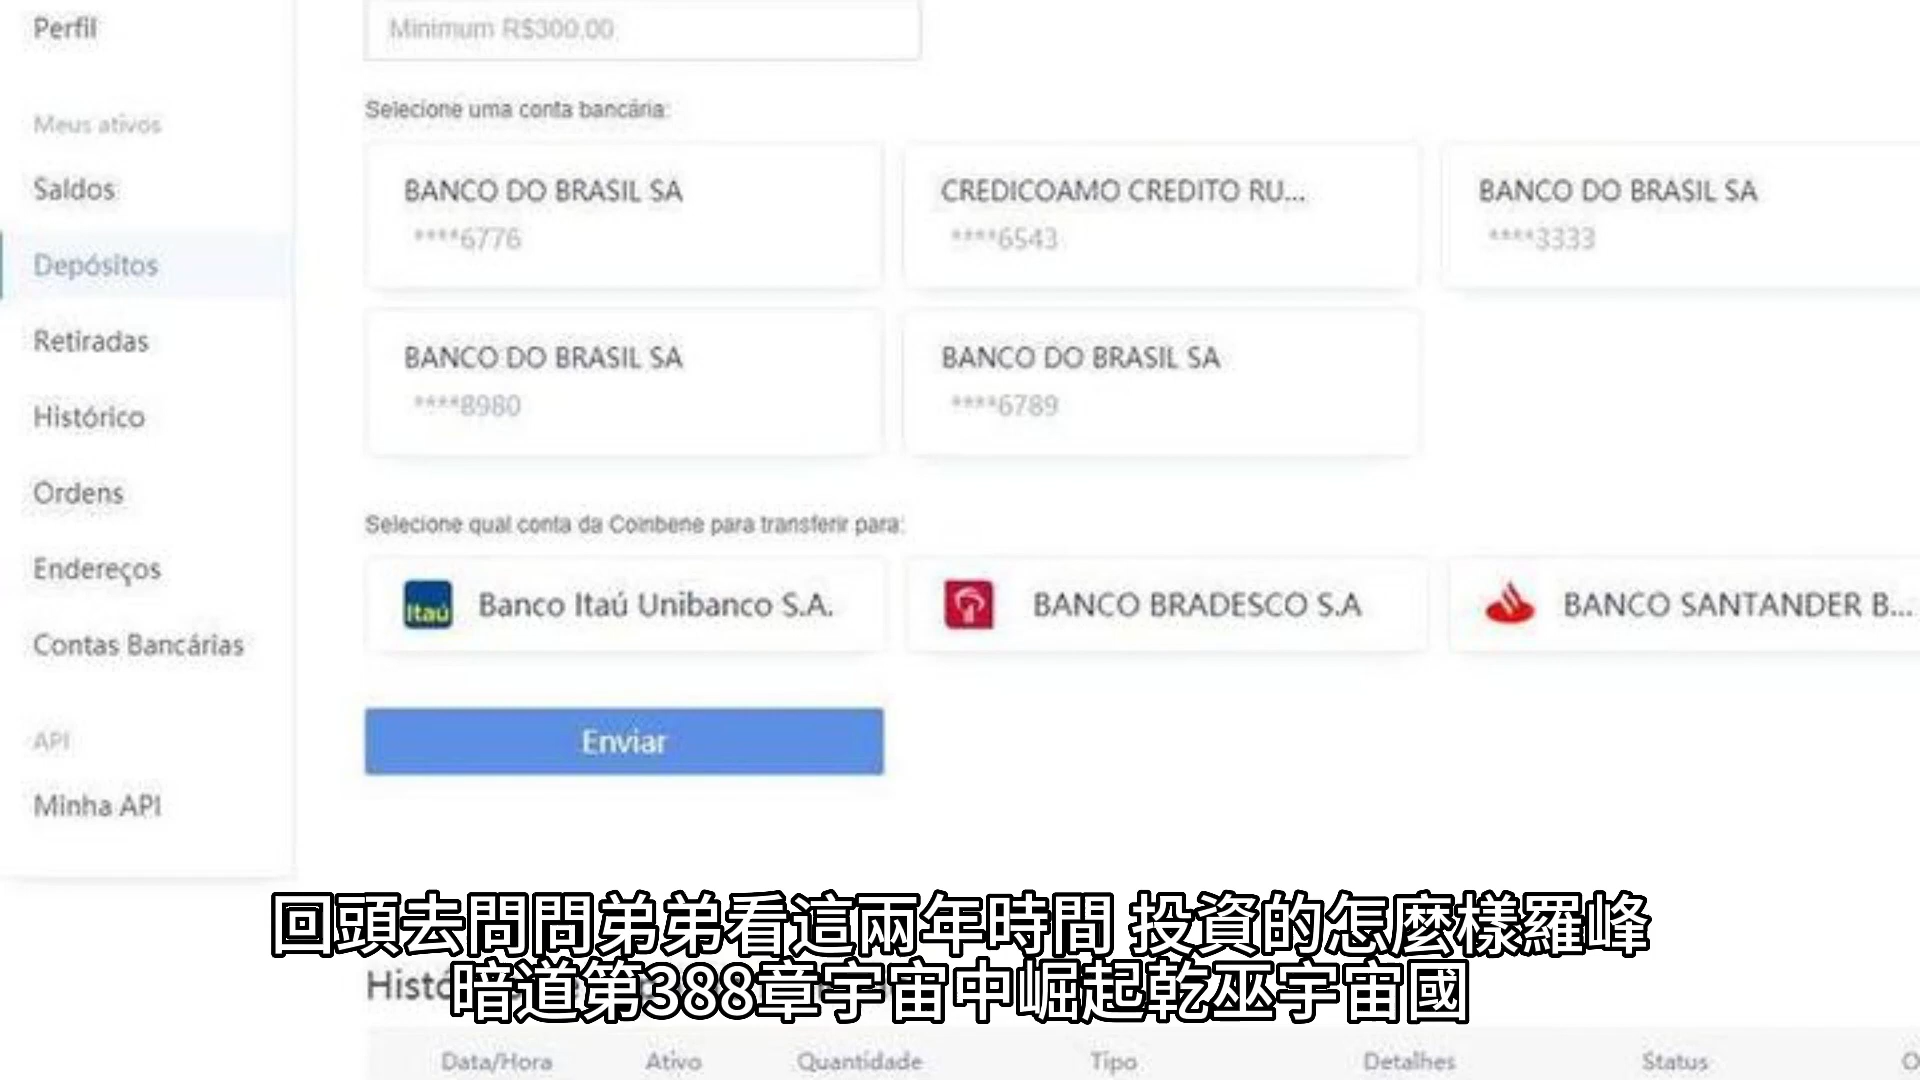 Perfil
Minimum R$300.00
Selecione uma conta bancária:
Meus ativos
Saldos
BANCO DO BRASIL SA
****6776
CREDICOAMO CREDITO RU...
****6543
BANCO DO BRASIL SA
****3333
Depósitos
Retiradas
BANCO DO BRASIL SA
****8980
BANCO DO BRASIL SA
****6789
Histórico
Ordens
Selecione qual conta da Coinbene para transferir para:
Endereços
Banco Itaú Unibanco S.A.
Itaú
BANCO BRADESCO S.A
BANCO SANTANDER B...
Contas Bancárias
API
Enviar
Minha API
回頭去問問弟弟看這兩年時間 投資的怎麼樣羅峰
暗道第388章宇宙中崛起乾巫宇宙國
Data/Hora
Ativo
Quantidade
Tipo
Detalhes
Status